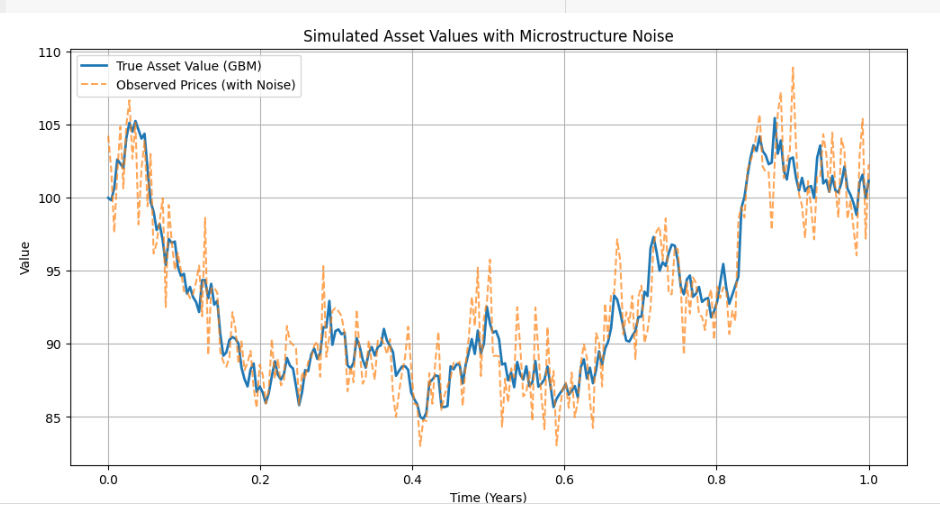 Simulated Asset Values with Microstructure Noise
110
105
100
95
90
85
Value
True Asset Value (GBM)
Observed Prices (with Noise)
0.0 0.2 0.4 0.6 0.8 1.0
Time (Years)